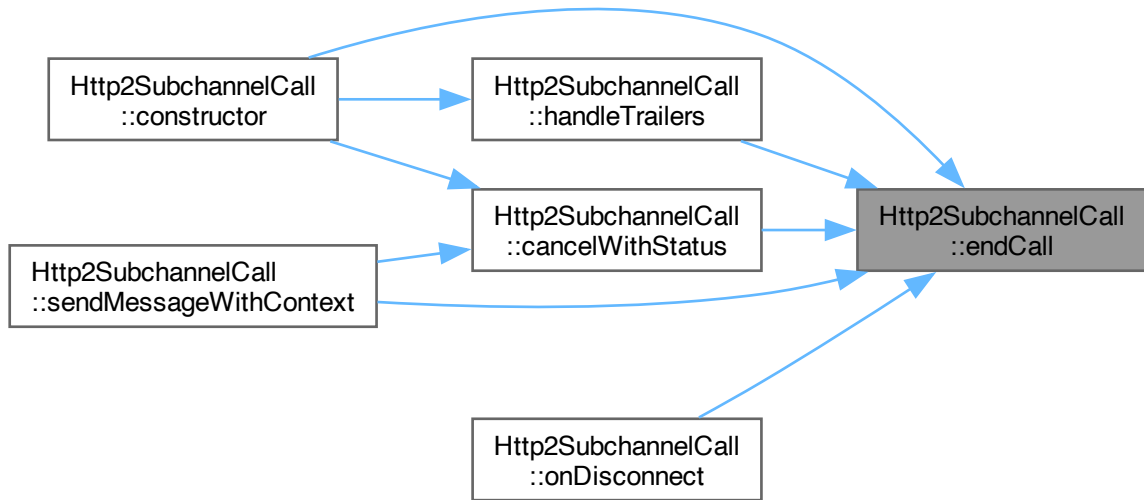 Http2SubchannelCall
::constructor
Http2SubchannelCall
::handleTrailers
Http2SubchannelCall
::cancelWithStatus
Http2SubchannelCall
::endCall
Http2SubchannelCall
::sendMessageWithContext
Http2SubchannelCall
::onDisconnect